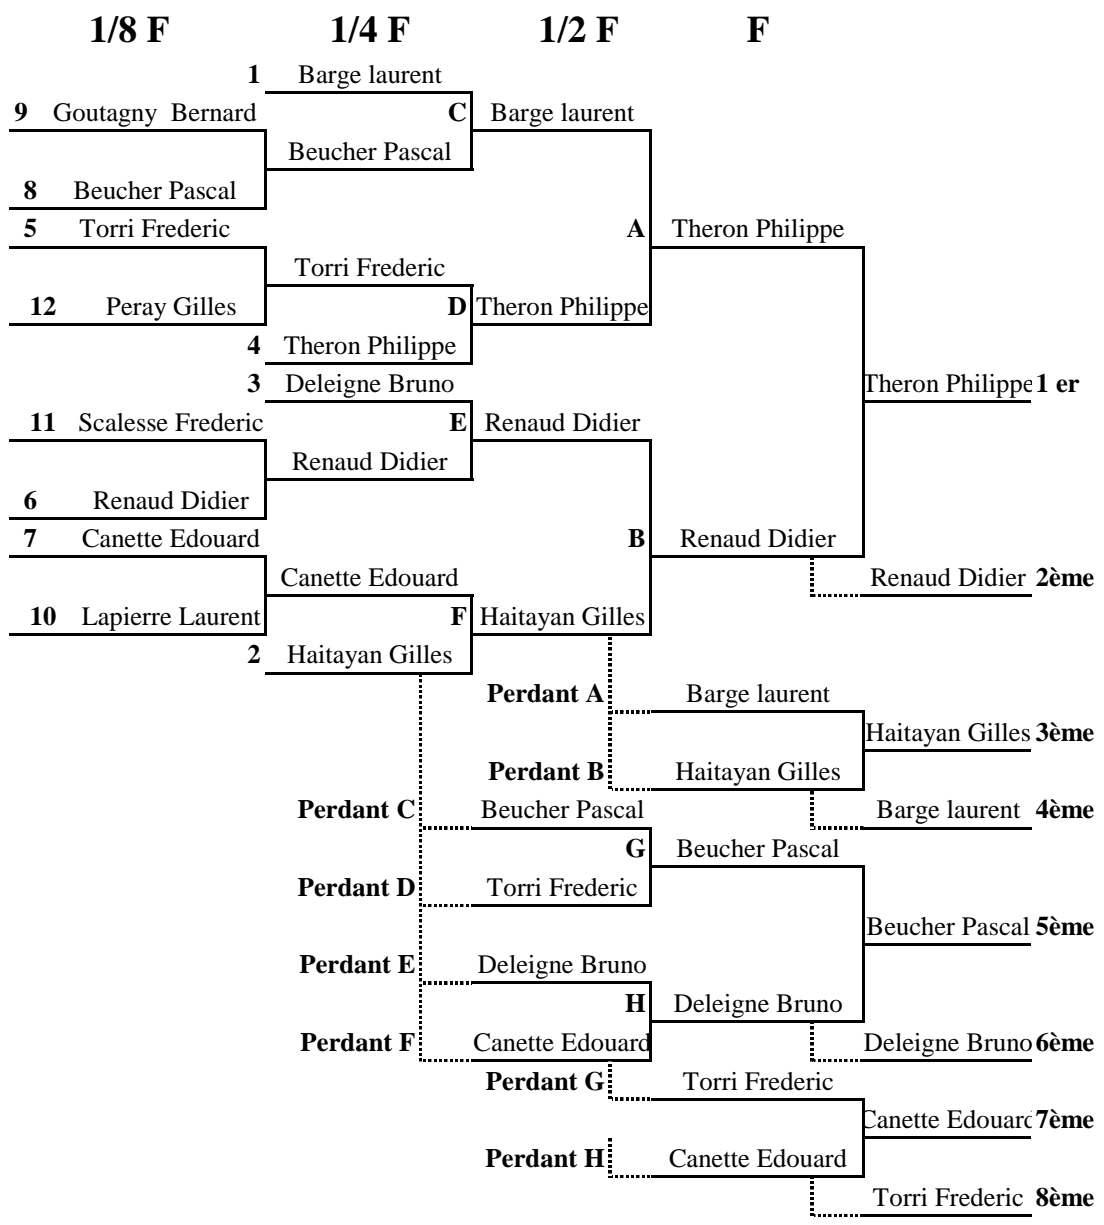 1/8 F 1/4 F 1/2 F F
1 Barge laurent
9 Goutagny Bernard C Barge laurent
Beucher Pascal
8 Beucher Pascal
5 Torri Frederic A Theron Philippe
Torri Frederic
12 Peray Gilles D Theron Philippe
4 Theron Philippe
3 Deleigne Bruno Theron Philippe 1 er
11 Scalesse Frederic E Renaud Didier
Renaud Didier
6 Renaud Didier
7 Canette Edouard B Renaud Didier
Canette Edouard Renaud Didier 2ème
10 Lapierre Laurent F Haitayan Gilles
2 Haitayan Gilles
Perdant A Barge laurent
Haitayan Gilles 3ème
Perdant B Haitayan Gilles
Perdant C Beucher Pascal Barge laurent 4ème
G Beucher Pascal
Perdant D Torri Frederic
Beucher Pascal 5ème
Perdant E Deleigne Bruno
H Deleigne Bruno
Perdant F Canette Edouard Deleigne Bruno 6ème
Perdant G Torri Frederic
Canette Edouard 7ème
Perdant H Canette Edouard
Torri Frederic 8ème